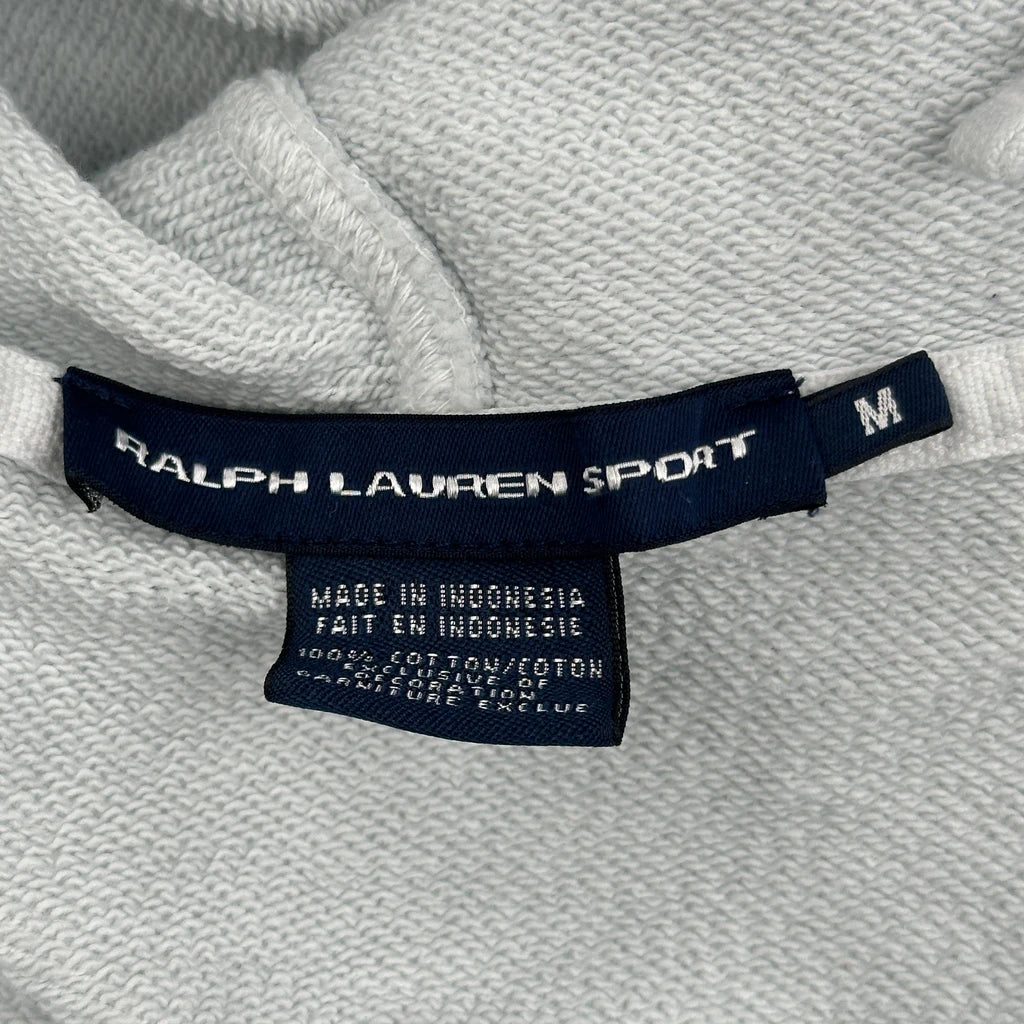 RALPH LAUREN SPORT
M
MADE IN INDONESIA
FAIT EN INDONESIE
100% COTTON/COTON
EXCLUSIVE OF
DECORATION
GARNITURE EXCLUE